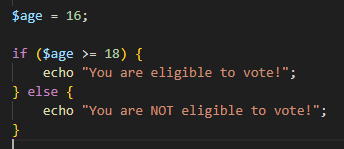 $age = 16;
if ($age >= 18) {
    echo "You are eligible to vote!";
} else {
    echo "You are NOT eligible to vote!";
}